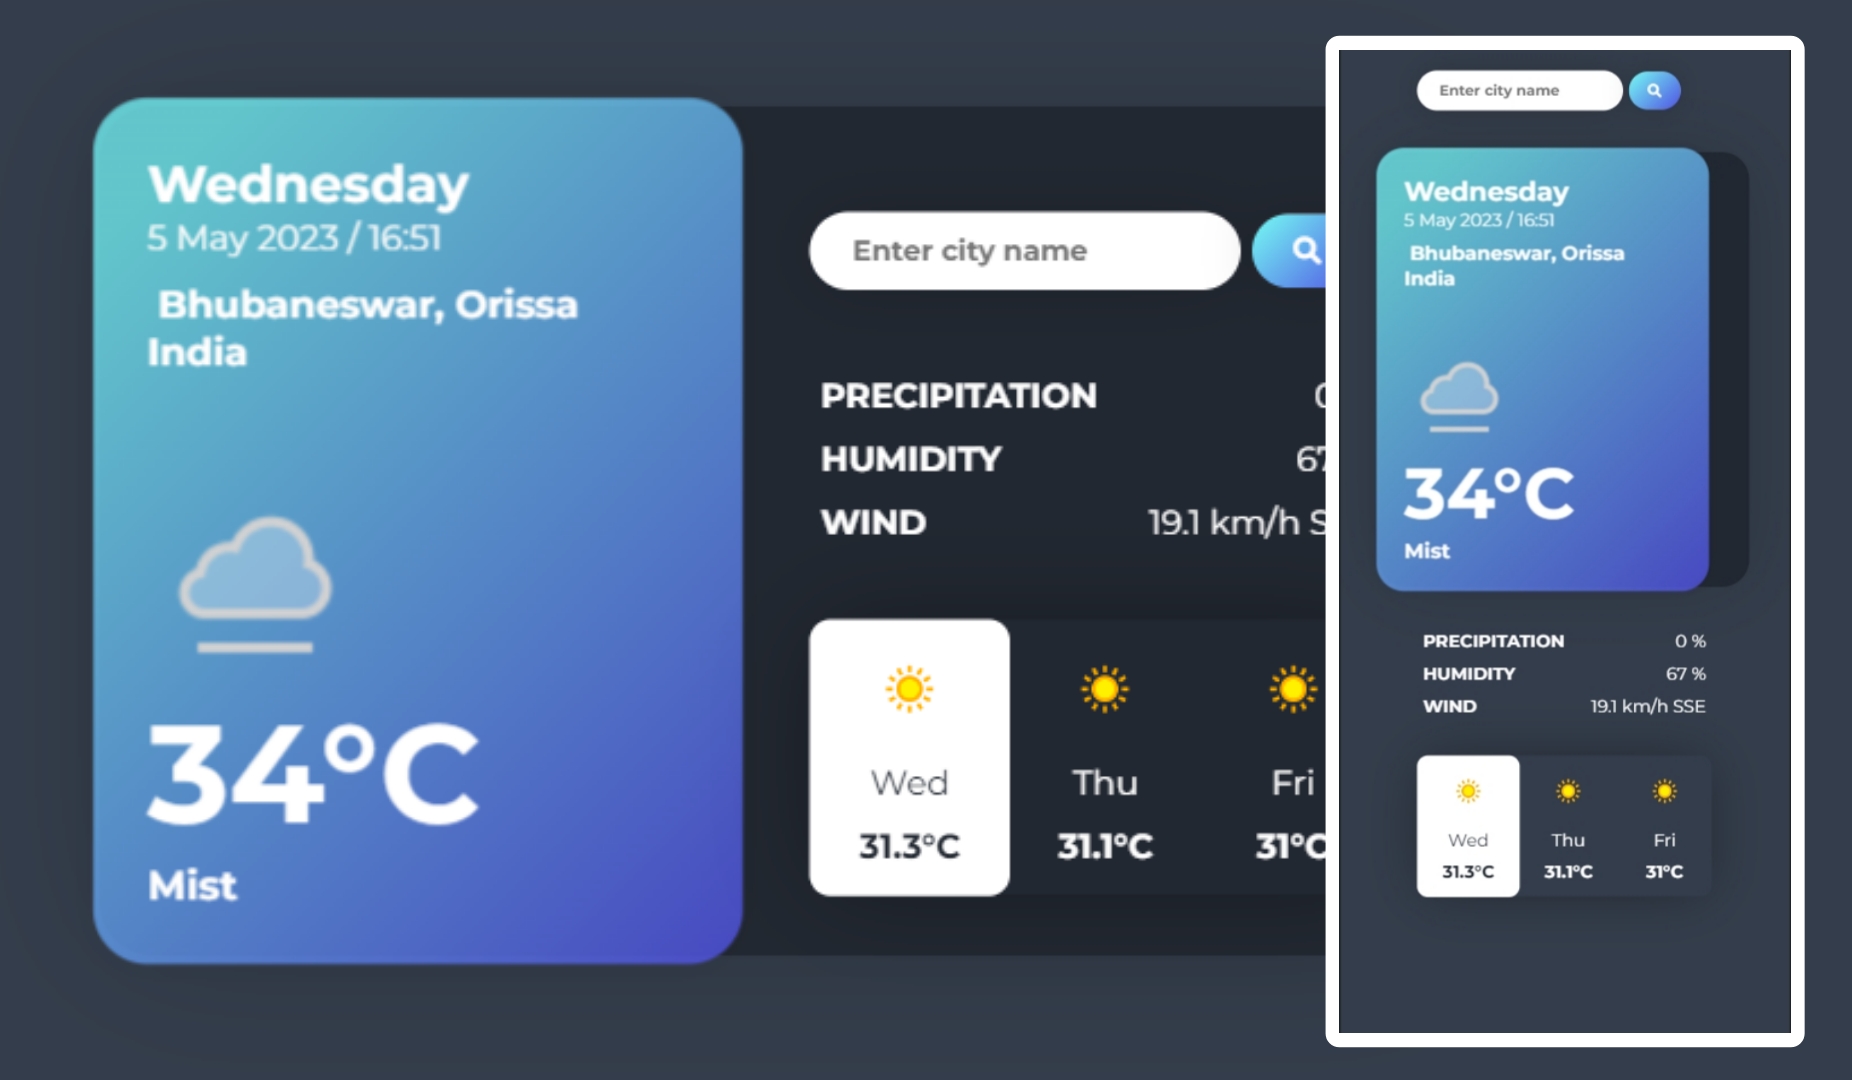 Wednesday
5 May 2023 / 16:51
Bhubaneswar, Orissa
India
34°C
Mist
Enter city name
PRECIPITATION
HUMIDITY 67
WIND 19.1 km/h S
Wed Thu Fri
31.3°C 31.1°C 31°C
Enter city name
Wednesday
5 May 2023 / 16:51
Bhubaneswar, Orissa
India
34°C
Mist
PRECIPITATION 0 %
HUMIDITY 67 %
WIND 19.1 km/h SSE
Wed Thu Fri
31.3°C 31.1°C 31°C